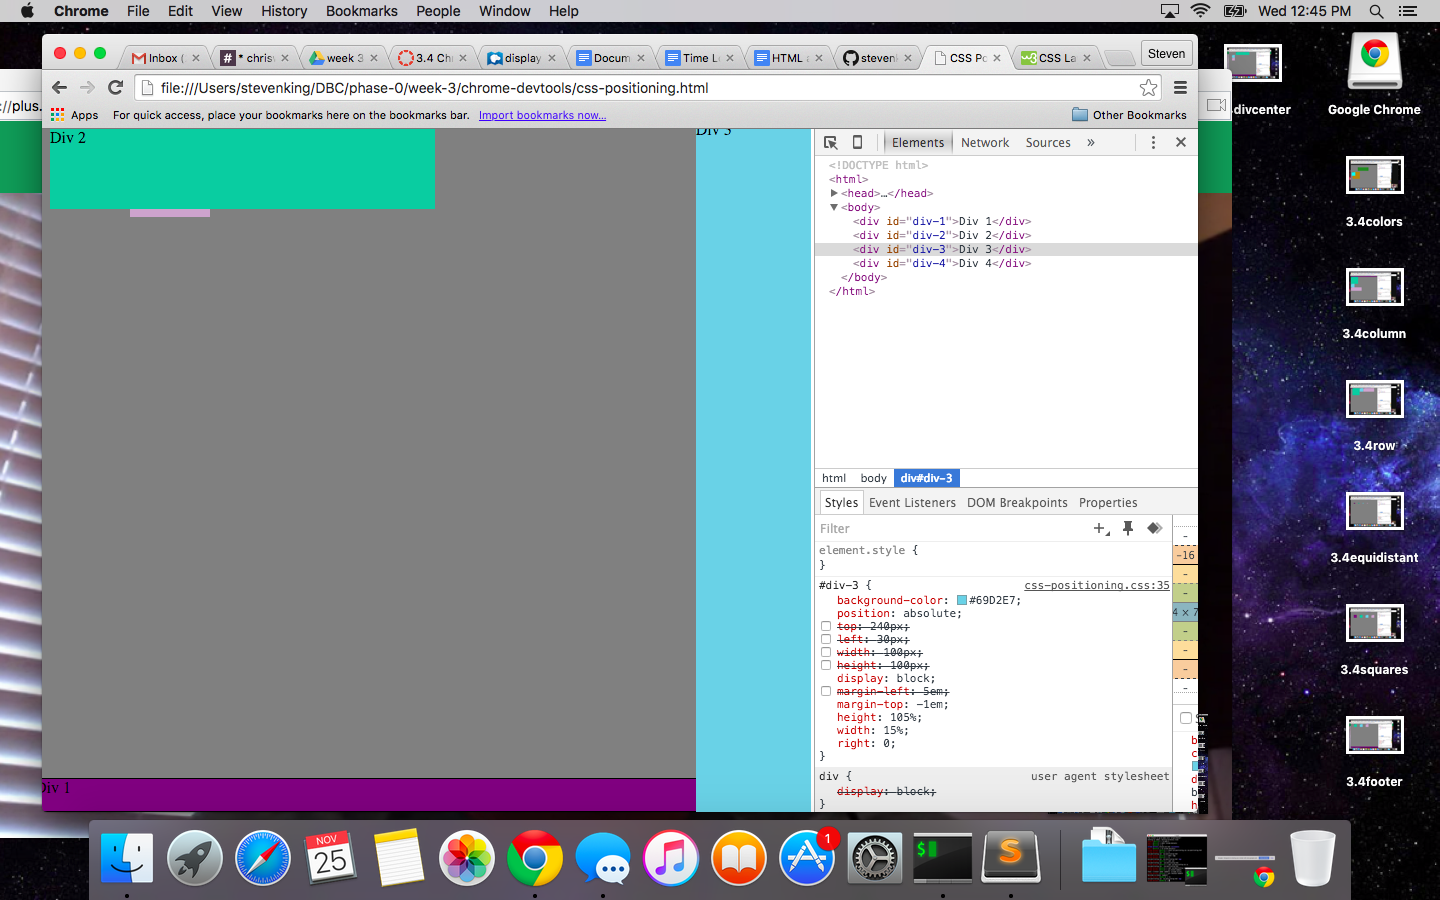 Chrome File Edit View History Bookmarks People Window Help
Wed 12:45 PM
Inbox (
* chris
week 3
3.4 Ch
display
Docum
Time L
HTML a
steven
CSS Po
CSS La
Steven
file:///Users/stevenking/DBC/phase-0/week-3/chrome-devtools/css-positioning.html
://plus.
Apps For quick access, place your bookmarks here on the bookmarks bar. Import bookmarks now... Other Bookmarks
Div 2
Div 3
Div 1
Elements Network Sources »
<!DOCTYPE html>
<html>
<head>…</head>
<body>
<div id="div-1">Div 1</div>
<div id="div-2">Div 2</div>
<div id="div-3">Div 3</div>
<div id="div-4">Div 4</div>
</body>
</html>
html body div#div-3
Styles Event Listeners DOM Breakpoints Properties
Filter
element.style {
}
#div-3 { css-positioning.css:35
background-color: #69D2E7;
position: absolute;
top: 240px;
left: 30px;
width: 100px;
height: 100px;
display: block;
margin-left: 5em;
margin-top: -1em;
height: 105%;
width: 15%;
right: 0;
}
div { user agent stylesheet
display: block;
}
-
-16
-
-
4 × 7
-
-
-
divcenter
Google Chrome
3.4colors
3.4column
3.4row
3.4equidistant
3.4squares
3.4footer
NOV
25
1